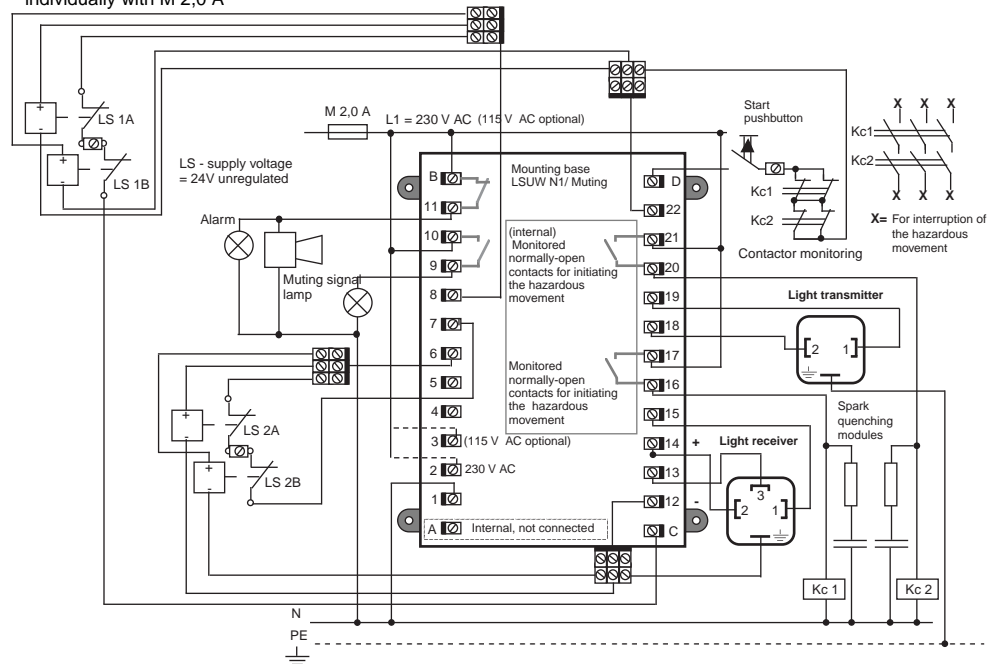 individually with M 2,0 A
M 2,0 A
L1 = 230 V AC (115 V AC optional)
LS 1A
LS 1B
LS - supply voltage
= 24V unregulated
+
-
+
-
Start
pushbutton
Kc1
Kc2
Contactor monitoring
X X X
Kc1
Kc2
X X X
X= For interruption of
the hazardous
movement
Alarm
Muting signal
lamp
Mounting base
LSUW N1/ Muting
B
11
10
9
8
7
6
5
4
3 (115 V AC optional)
2 230 V AC
1
A Internal, not connected
(internal)
Monitored
normally-open
contacts for initiating
the hazardous
movement
Monitored
normally-open
contacts for initiating
the hazardous
movement
D
22
21
20
19
18
17
16
15
14 +
13
12 -
C
Light transmitter
2 1
Light receiver
3
2 1
Spark
quenching
modules
LS 2A
LS 2B
+
-
+
-
Kc 1
Kc 2
N
PE